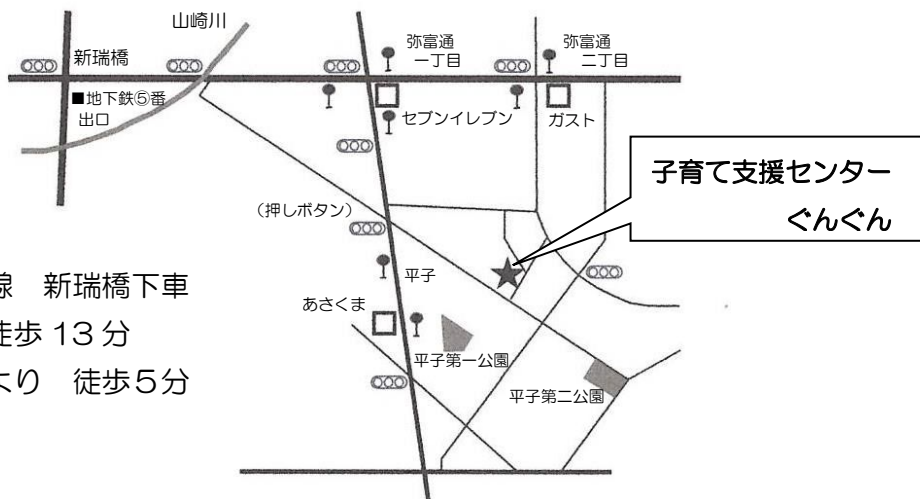 山崎川
新瑞橋
弥富通
一丁目
弥富通
二丁目
■地下鉄⑤番
出口
セブンイレブン
ガスト
子育て支援センター
ぐんぐん
（押しボタン）
平子
線　新瑞橋下車
徒歩 13 分
より　徒歩５分
あさくま
平子第一公園
平子第二公園